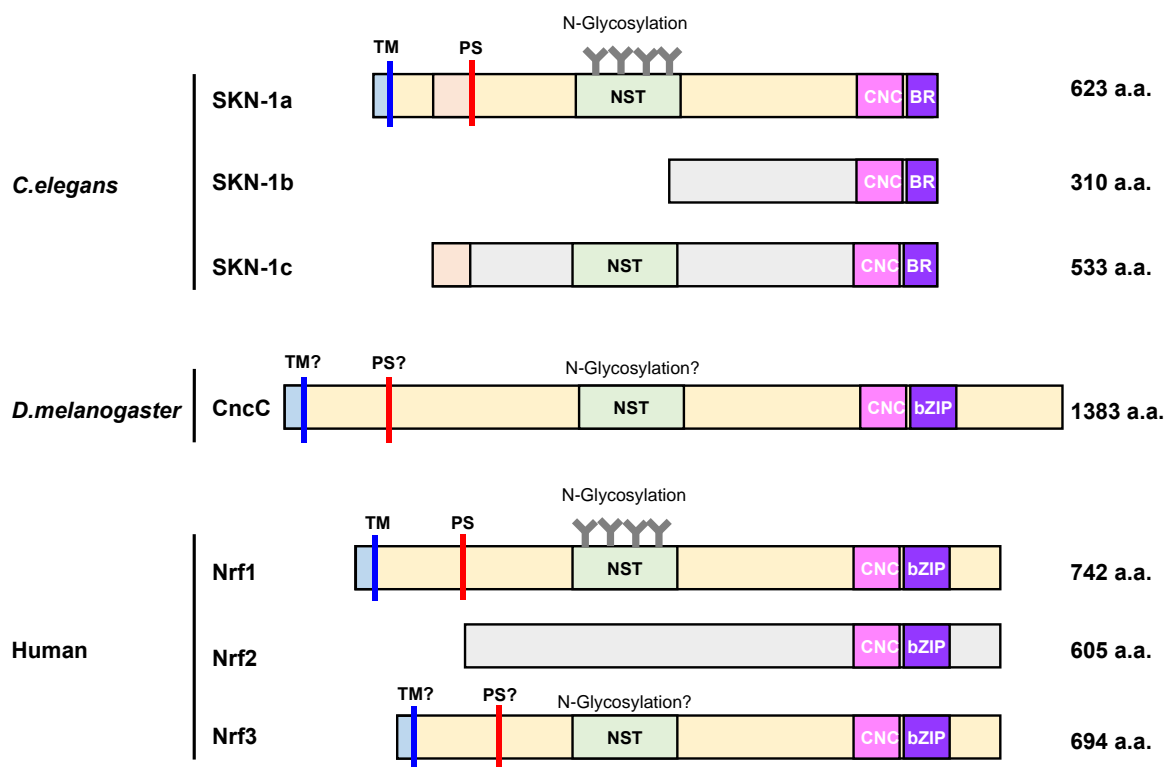 N-Glycosylation
TM PS
SKN-1a NST CNC BR 623 a.a.
C.elegans SKN-1b CNC BR 310 a.a.
SKN-1c NST CNC BR 533 a.a.
TM? PS? N-Glycosylation?
D.melanogaster CncC NST CNC bZIP 1383 a.a.
N-Glycosylation
TM PS
Nrf1 NST CNC bZIP 742 a.a.
Human Nrf2 CNC bZIP 605 a.a.
TM? PS? N-Glycosylation?
Nrf3 NST CNC bZIP 694 a.a.